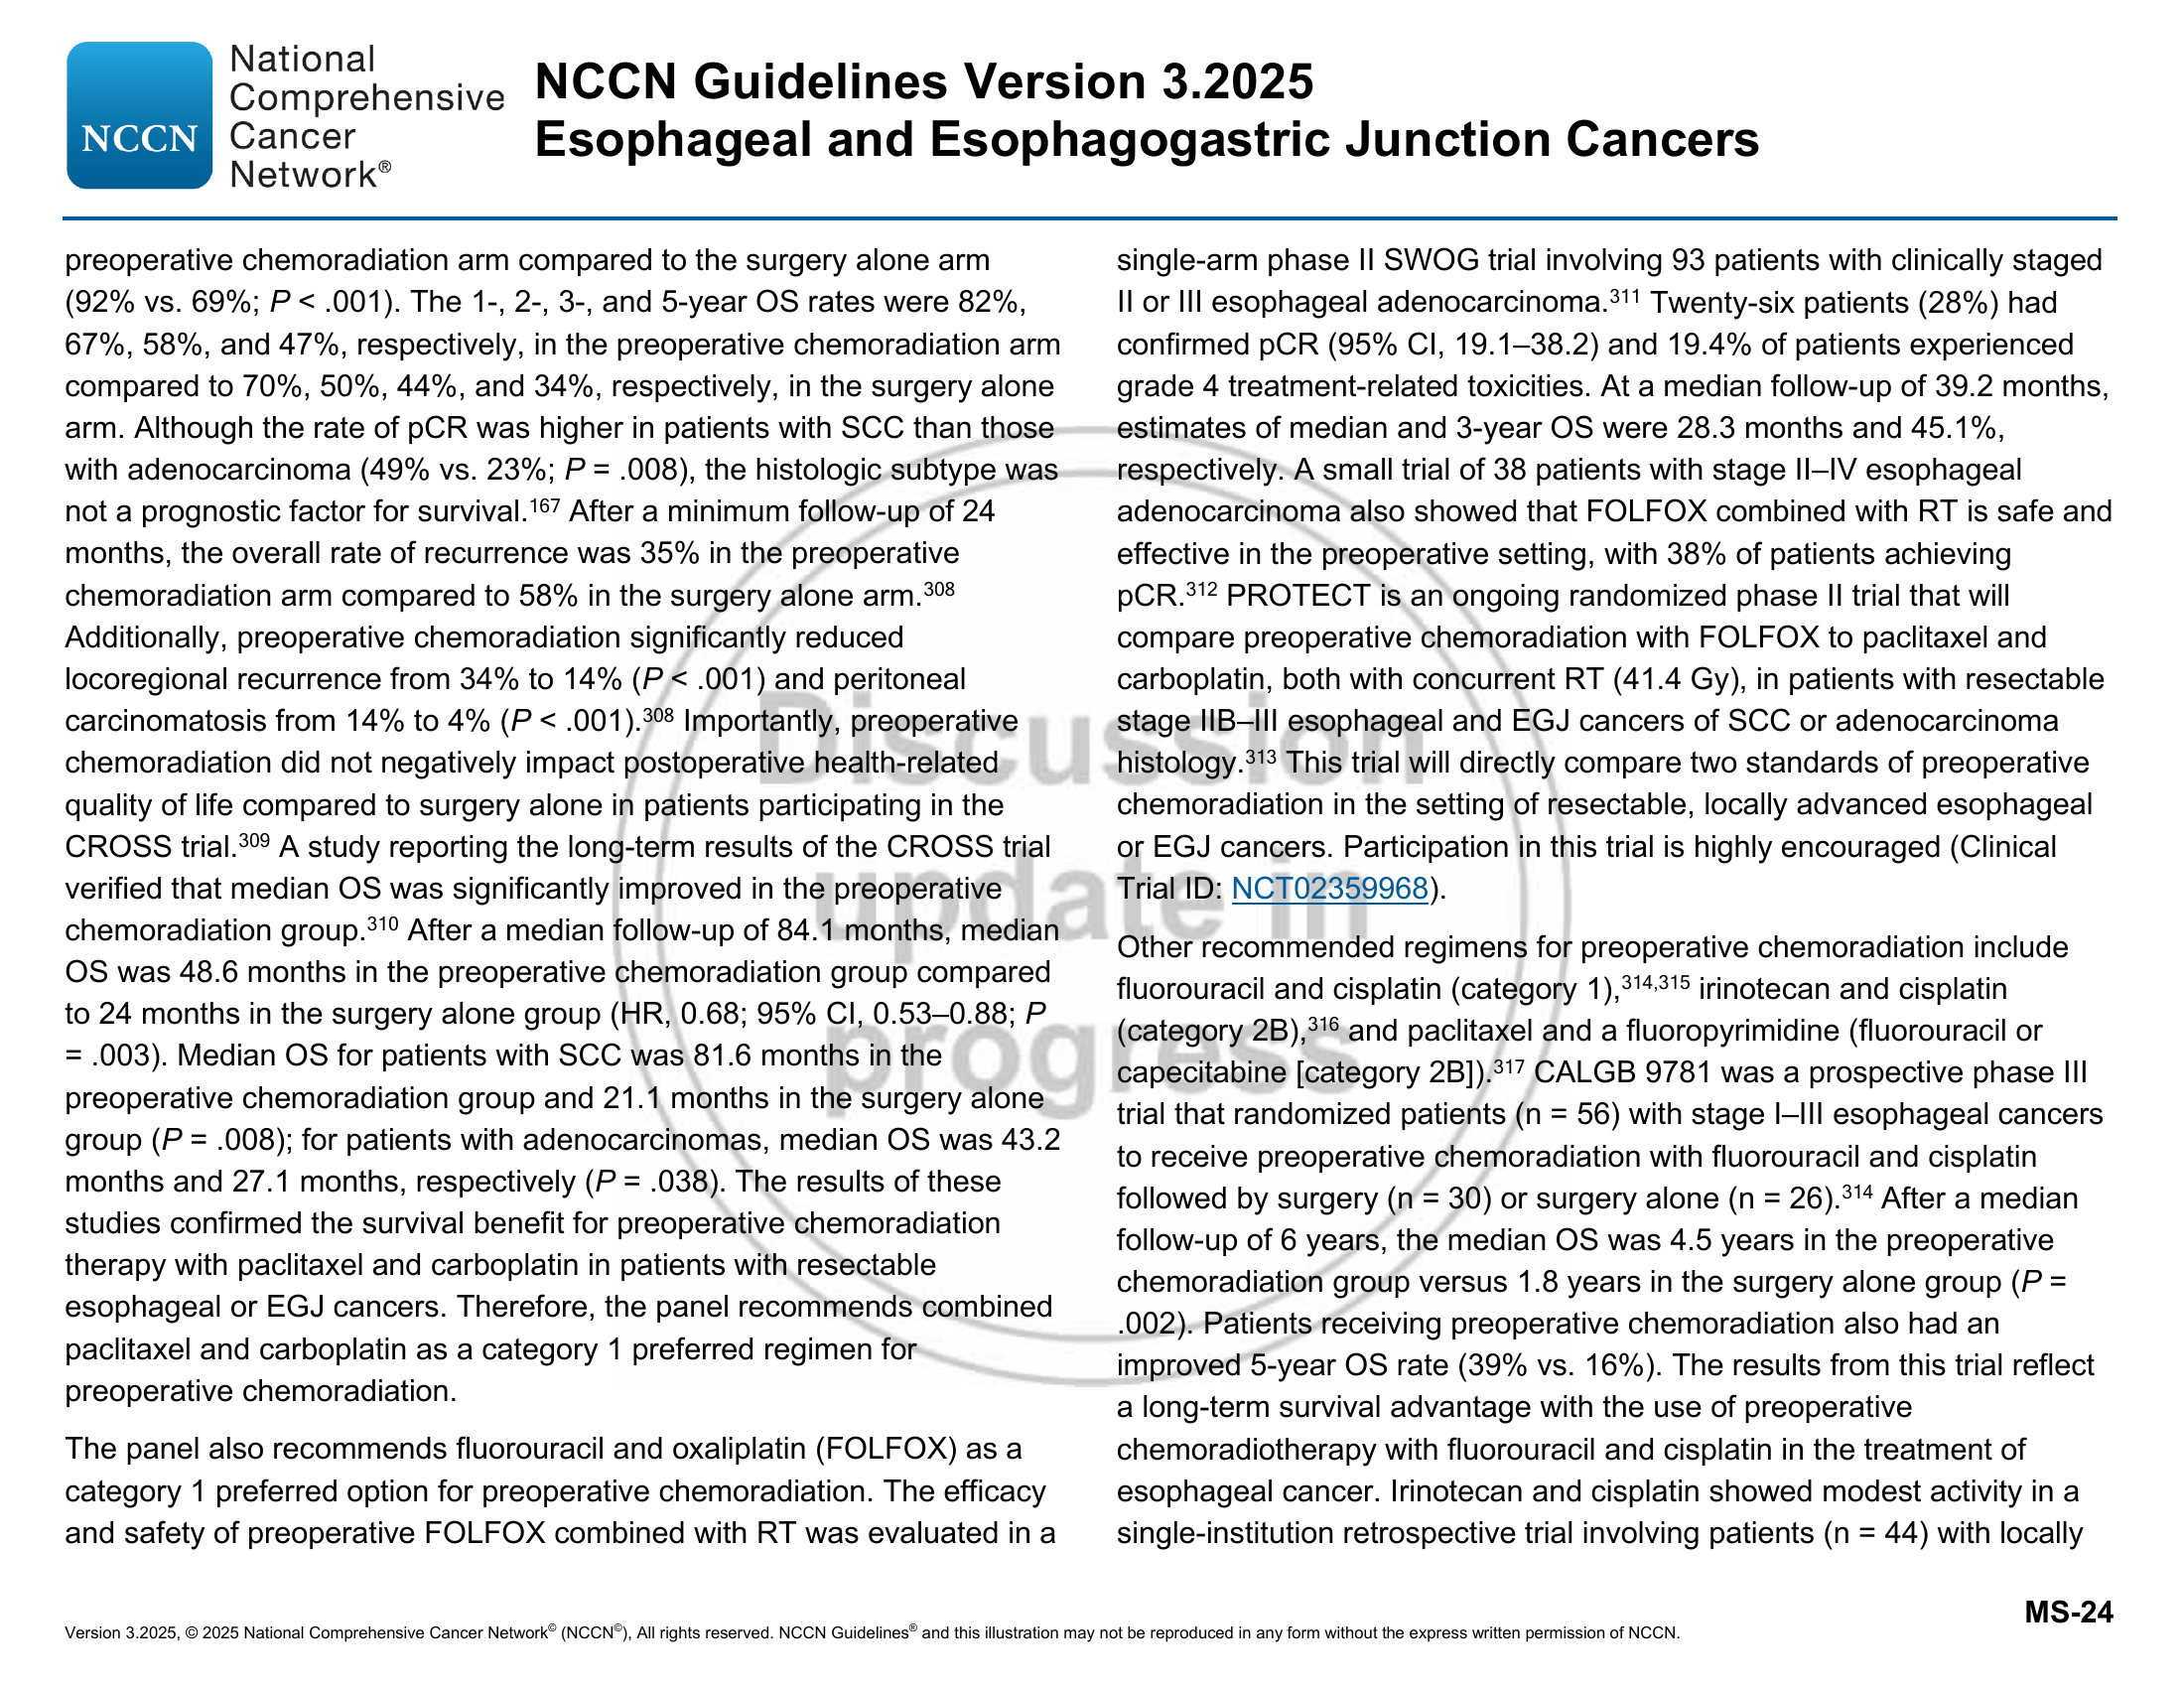 NCCN
National
Comprehensive
Cancer
Network®
NCCN Guidelines Version 3.2025
Esophageal and Esophagogastric Junction Cancers
preoperative chemoradiation arm compared to the surgery alone arm
(92% vs. 69%; P < .001). The 1-, 2-, 3-, and 5-year OS rates were 82%,
67%, 58%, and 47%, respectively, in the preoperative chemoradiation arm
compared to 70%, 50%, 44%, and 34%, respectively, in the surgery alone
arm. Although the rate of pCR was higher in patients with SCC than those
with adenocarcinoma (49% vs. 23%; P = .008), the histologic subtype was
not a prognostic factor for survival.167 After a minimum follow-up of 24
months, the overall rate of recurrence was 35% in the preoperative
chemoradiation arm compared to 58% in the surgery alone arm.308
Additionally, preoperative chemoradiation significantly reduced
locoregional recurrence from 34% to 14% (P < .001) and peritoneal
carcinomatosis from 14% to 4% (P < .001).308 Importantly, preoperative
chemoradiation did not negatively impact postoperative health-related
quality of life compared to surgery alone in patients participating in the
CROSS trial.309 A study reporting the long-term results of the CROSS trial
verified that median OS was significantly improved in the preoperative
chemoradiation group.310 After a median follow-up of 84.1 months, median
OS was 48.6 months in the preoperative chemoradiation group compared
to 24 months in the surgery alone group (HR, 0.68; 95% CI, 0.53–0.88; P
= .003). Median OS for patients with SCC was 81.6 months in the
preoperative chemoradiation group and 21.1 months in the surgery alone
group (P = .008); for patients with adenocarcinomas, median OS was 43.2
months and 27.1 months, respectively (P = .038). The results of these
studies confirmed the survival benefit for preoperative chemoradiation
therapy with paclitaxel and carboplatin in patients with resectable
esophageal or EGJ cancers. Therefore, the panel recommends combined
paclitaxel and carboplatin as a category 1 preferred regimen for
preoperative chemoradiation.
The panel also recommends fluorouracil and oxaliplatin (FOLFOX) as a
category 1 preferred option for preoperative chemoradiation. The efficacy
and safety of preoperative FOLFOX combined with RT was evaluated in a
single-arm phase II SWOG trial involving 93 patients with clinically staged
II or III esophageal adenocarcinoma.311 Twenty-six patients (28%) had
confirmed pCR (95% CI, 19.1–38.2) and 19.4% of patients experienced
grade 4 treatment-related toxicities. At a median follow-up of 39.2 months,
estimates of median and 3-year OS were 28.3 months and 45.1%,
respectively. A small trial of 38 patients with stage II–IV esophageal
adenocarcinoma also showed that FOLFOX combined with RT is safe and
effective in the preoperative setting, with 38% of patients achieving
pCR.312 PROTECT is an ongoing randomized phase II trial that will
compare preoperative chemoradiation with FOLFOX to paclitaxel and
carboplatin, both with concurrent RT (41.4 Gy), in patients with resectable
stage IIB–III esophageal and EGJ cancers of SCC or adenocarcinoma
histology.313 This trial will directly compare two standards of preoperative
chemoradiation in the setting of resectable, locally advanced esophageal
or EGJ cancers. Participation in this trial is highly encouraged (Clinical
Trial ID: NCT02359968).
Other recommended regimens for preoperative chemoradiation include
fluorouracil and cisplatin (category 1),314,315 irinotecan and cisplatin
(category 2B),316 and paclitaxel and a fluoropyrimidine (fluorouracil or
capecitabine [category 2B]).317 CALGB 9781 was a prospective phase III
trial that randomized patients (n = 56) with stage I–III esophageal cancers
to receive preoperative chemoradiation with fluorouracil and cisplatin
followed by surgery (n = 30) or surgery alone (n = 26).314 After a median
follow-up of 6 years, the median OS was 4.5 years in the preoperative
chemoradiation group versus 1.8 years in the surgery alone group (P =
.002). Patients receiving preoperative chemoradiation also had an
improved 5-year OS rate (39% vs. 16%). The results from this trial reflect
a long-term survival advantage with the use of preoperative
chemoradiotherapy with fluorouracil and cisplatin in the treatment of
esophageal cancer. Irinotecan and cisplatin showed modest activity in a
single-institution retrospective trial involving patients (n = 44) with locally
Discussion
update in
progress
MS-24
Version 3.2025, © 2025 National Comprehensive Cancer Network© (NCCN©), All rights reserved. NCCN Guidelines® and this illustration may not be reproduced in any form without the express written permission of NCCN.